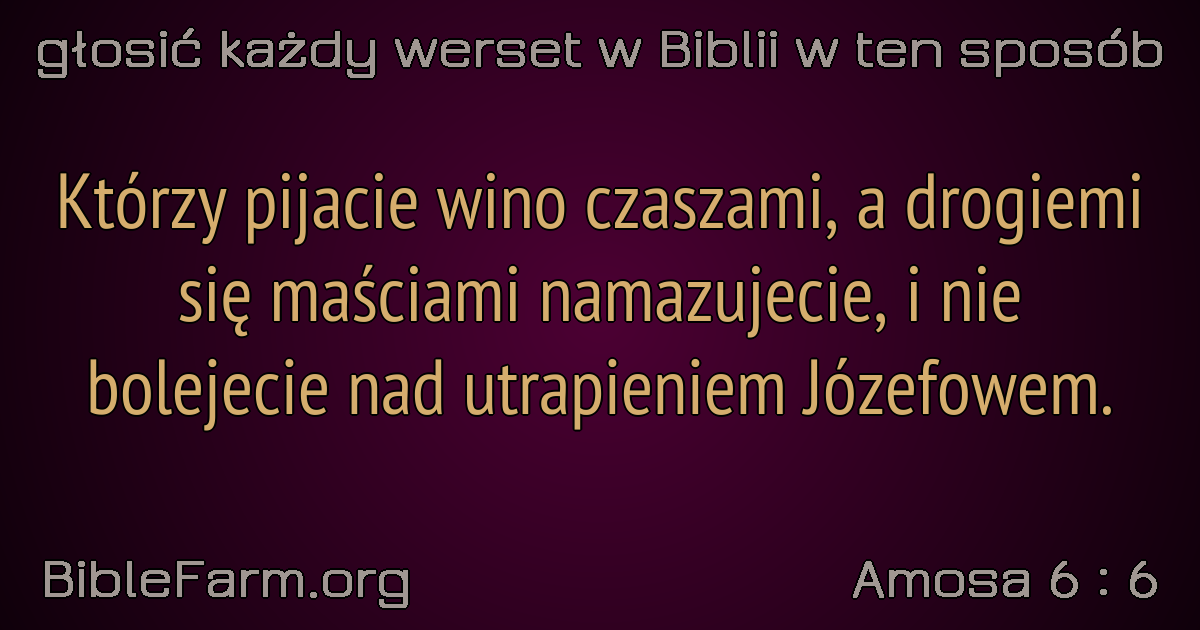 głosić każdy werset w Biblii w ten sposób
Którzy pijacie wino czaszami, a drogiemi
się maściami namazujecie, i nie
bolejecie nad utrapieniem Józefowem.
BibleFarm.org
Amosa 6 : 6